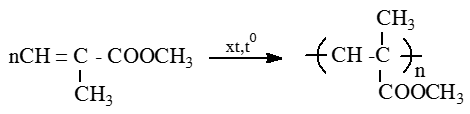 CH₃
nCH = C - COOCH₃ xt,t⁰ ( CH - C )n
CH₃ COOCH₃